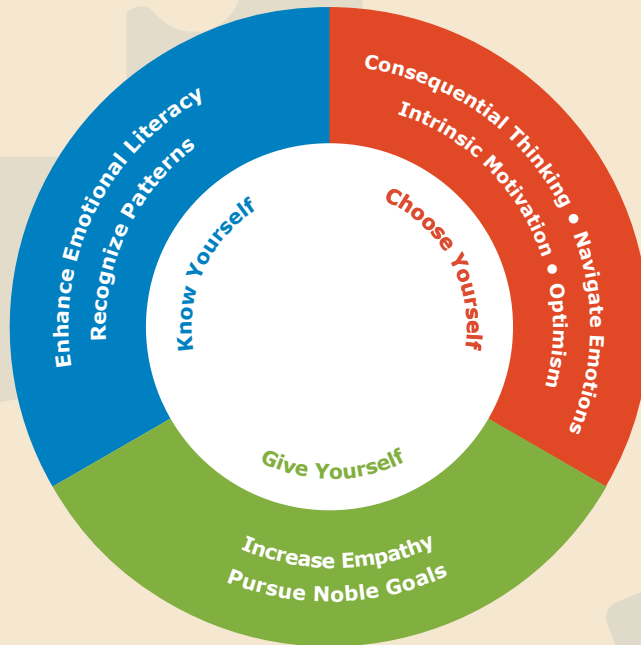 Enhance Emotional Literacy
Recognize Patterns
Know Yourself
Consequential Thinking ● Navigate Emotions
Intrinsic Motivation ● Optimism
Choose Yourself
Give Yourself
Increase Empathy
Pursue Noble Goals